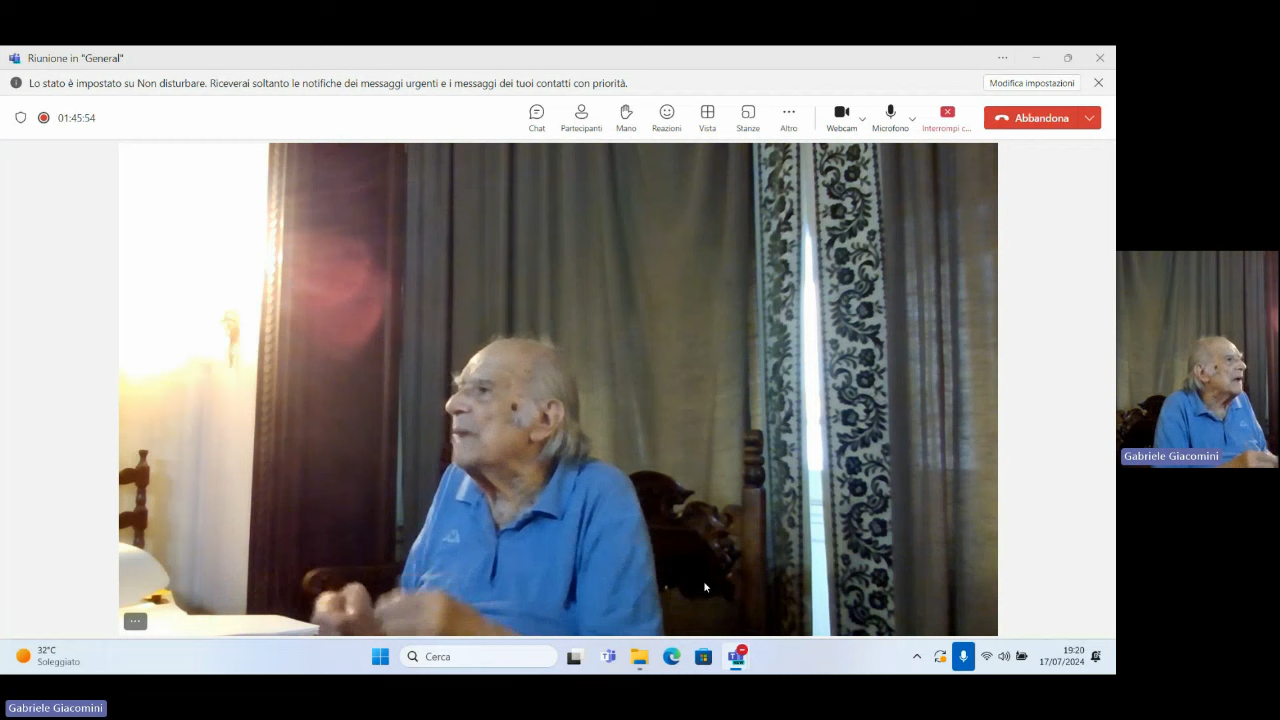 Riunione in "General"
Lo stato è impostato su Non disturbare. Riceverai soltanto le notifiche dei messaggi urgenti e i messaggi dei tuoi contatti con priorità.
Modifica impostazioni
01:45:54
Chat
Partecipanti
Mano
Reazioni
Vista
Stanze
Altro
Webcam
Microfono
Interrompi c...
Abbandona
Gabriele Giacomini
32°C
Soleggiato
Cerca
19:20
17/07/2024
Gabriele Giacomini